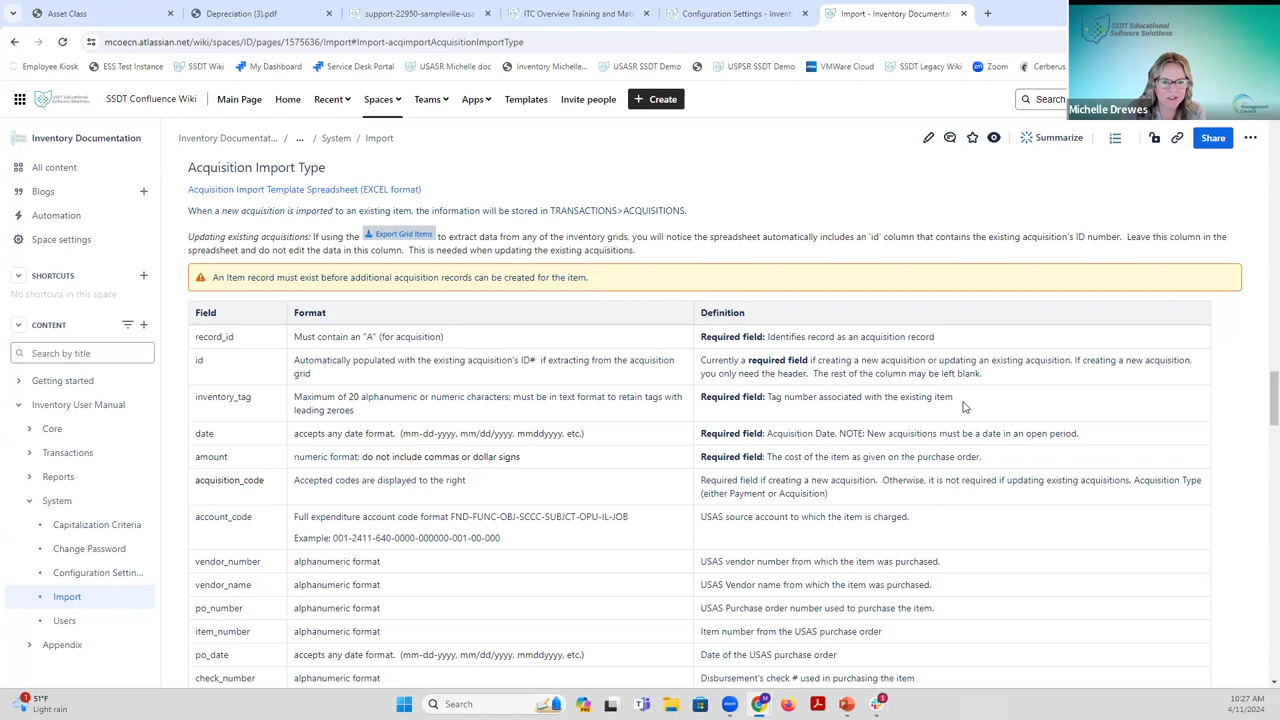 Asset Class
Depreciation (3).pdf
support-22950-sampleville-usa
ITC Overview Training and Mat
Configuration Settings - Invent
Import - Inventory Documentati
mcoecn.atlassian.net/wiki/spaces/ID/pages/1575636/Import#Import-acqimportAcquisitionImportType
Employee Kiosk
ESS Test Instance
SSDT Wiki
My Dashboard
Service Desk Portal
USASR Michelle doc
Inventory Michelle...
USASR SSDT Demo
USPSR SSDT Demo
VMWare Cloud
SSDT Legacy Wiki
Zoom
Cerberus
SSDT Educational
Software Solutions
Management
Council
Michelle Drewes
SSDT Confluence Wiki
Main Page
Home
Recent
Spaces
Teams
Apps
Templates
Invite people
+ Create
Search
Inventory Documentation
All content
Blogs
Automation
Space settings
SHORTCUTS
No shortcuts in this space
CONTENT
Search by title
Getting started
Inventory User Manual
Core
Transactions
Reports
System
Capitalization Criteria
Change Password
Configuration Settin...
Import
Users
Appendix
Inventory Documentat... / ... / System / Import
Summarize
Share
Acquisition Import Type
Acquisition Import Template Spreadsheet (EXCEL format)
When a new acquisition is imported to an existing item, the information will be stored in TRANSACTIONS>ACQUISITIONS.
Updating existing acquisitions: If using the Export Grid Items to extract data from any of the inventory grids, you will notice the spreadsheet automatically includes an 'id' column that contains the existing acquisition's ID number. Leave this column in the
spreadsheet and do not edit the data in this column. This is needed when updating the existing acquisitions.
An Item record must exist before additional acquisition records can be created for the item.
Field Format Definition
record_id Must contain an "A" (for acquisition) Required field: Identifies record as an acquisition record
id Automatically populated with the existing acquisition's ID# if extracting from the acquisition
grid
Currently a required field if creating a new acquisition or updating an existing acquisition. If creating a new acquisition,
you only need the header. The rest of the column may be left blank.
inventory_tag Maximum of 20 alphanumeric or numeric characters; must be in text format to retain tags with
leading zeroes
Required field: Tag number associated with the existing item
date accepts any date format. (mm-dd-yyyy, mm/dd/yyyy, mmddyyyy, etc.) Required field: Acquisition Date. NOTE: New acquisitions must be a date in an open period.
amount numeric format; do not include commas or dollar signs Required field: The cost of the item as given on the purchase order.
acquisition_code Accepted codes are displayed to the right Required field if creating a new acquisition. Otherwise, it is not required if updating existing acquisitions. Acquisition Type
(either Payment or Acquisition)
account_code Full expenditure account code format FND-FUNC-OBJ-SCCC-SUBJCT-OPU-IL-JOB USAS source account to which the item is charged.
Example: 001-2411-640-0000-000000-001-00-000
vendor_number alphanumeric format USAS vendor number from which the item was purchased.
vendor_name alphanumeric format USAS Vendor name from which the item was purchased.
po_number alphanumeric format USAS Purchase order number used to purchase the item.
item_number alphanumeric format Item number from the USAS purchase order
po_date accepts any date format. (mm-dd-yyyy, mm/dd/yyyy, mmddyyyy, etc.) Date of the USAS purchase order
check_number alphanumeric format Disbursement's check # used in purchasing the item
1
51°F
Light rain
Search
1
10:27 AM
4/11/2024